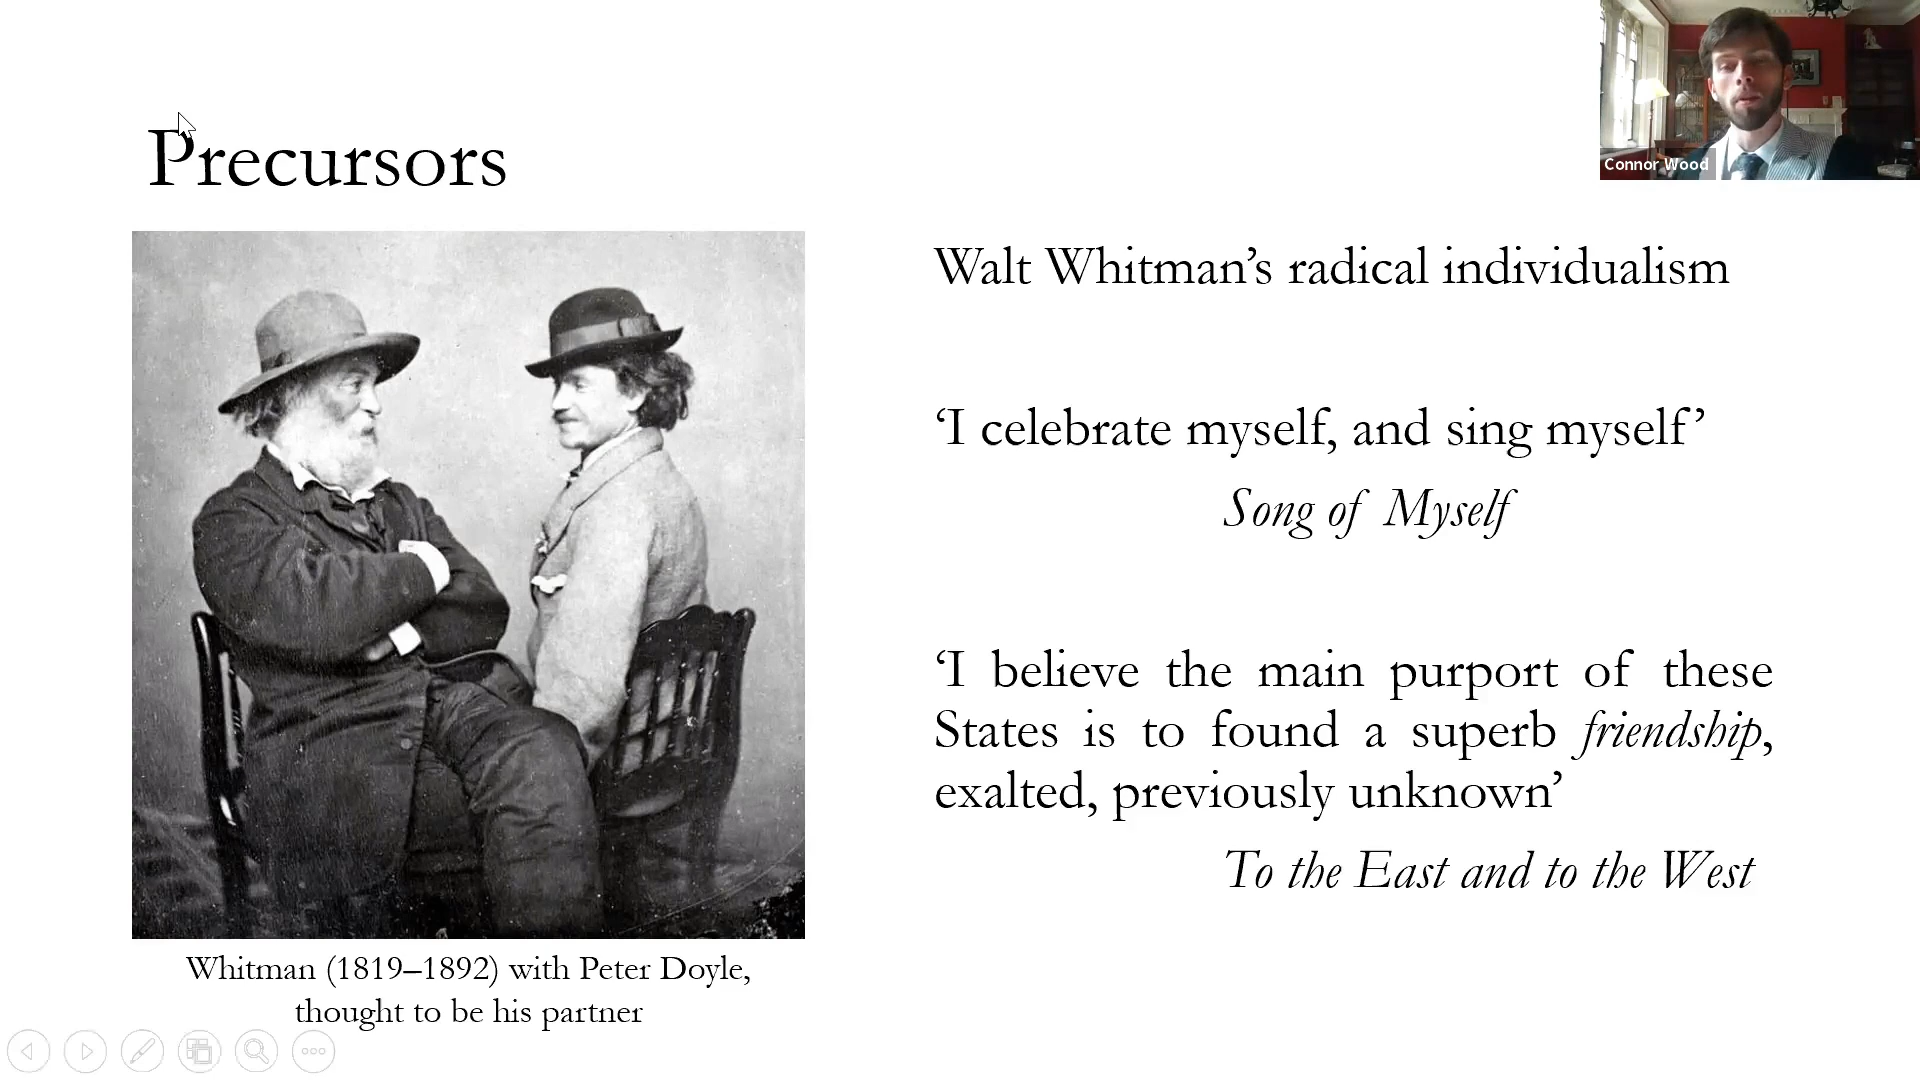 Precursors
Connor Wood
Walt Whitman’s radical individualism
‘I celebrate myself, and sing myself’
Song of Myself
‘I believe the main purport of these
States is to found a superb friendship,
exalted, previously unknown’
To the East and to the West
Whitman (1819–1892) with Peter Doyle,
thought to be his partner